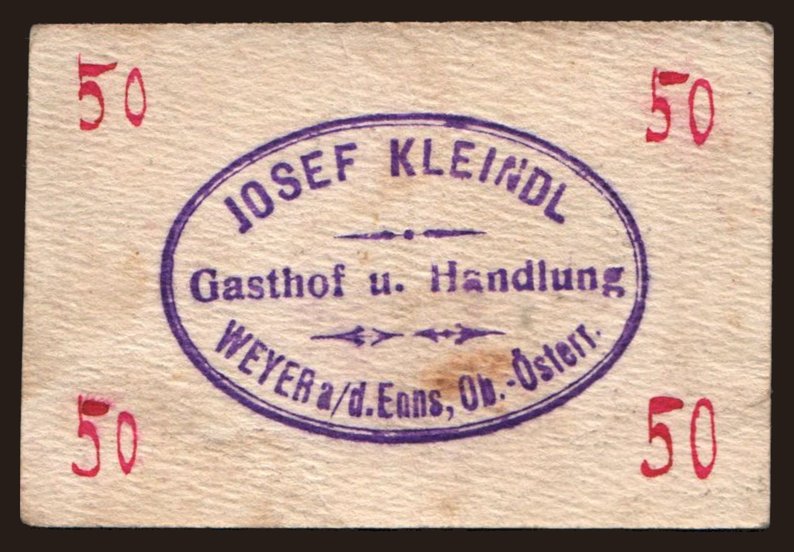 50 50
JOSEF KLEINDL
Gasthof u. Handlung
WEYER a/d. Enns, Ob.-Österr.
50 50